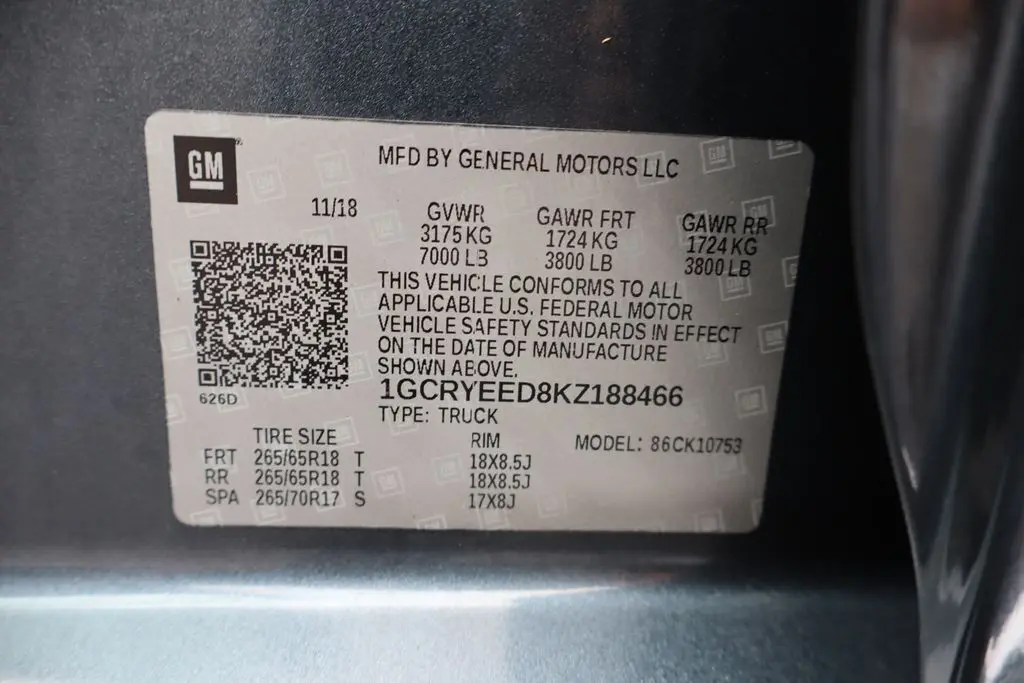 GM
MFD BY GENERAL MOTORS LLC
11/18 GVWR GAWR FRT GAWR RR
3175 KG 1724 KG 1724 KG
7000 LB 3800 LB 3800 LB
THIS VEHICLE CONFORMS TO ALL
APPLICABLE U.S. FEDERAL MOTOR
VEHICLE SAFETY STANDARDS IN EFFECT
ON THE DATE OF MANUFACTURE
SHOWN ABOVE.
626D
1GCRYEED8KZ188466
TYPE: TRUCK
TIRE SIZE RIM MODEL: 86CK10753
FRT 265/65R18 T 18X8.5J
RR 265/65R18 T 18X8.5J
SPA 265/70R17 S 17X8J